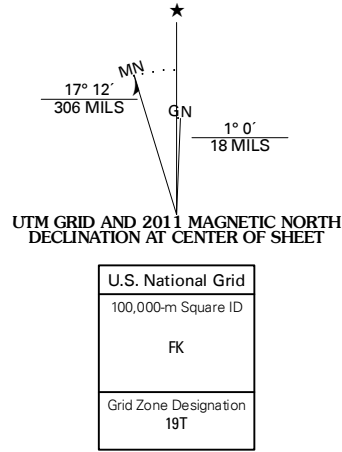 ★
MN
17° 12´
306 MILS
GN
1° 0´
18 MILS
UTM GRID AND 2011 MAGNETIC NORTH
DECLINATION AT CENTER OF SHEET
U.S. National Grid
100,000-m Square ID
FK
Grid Zone Designation
19T